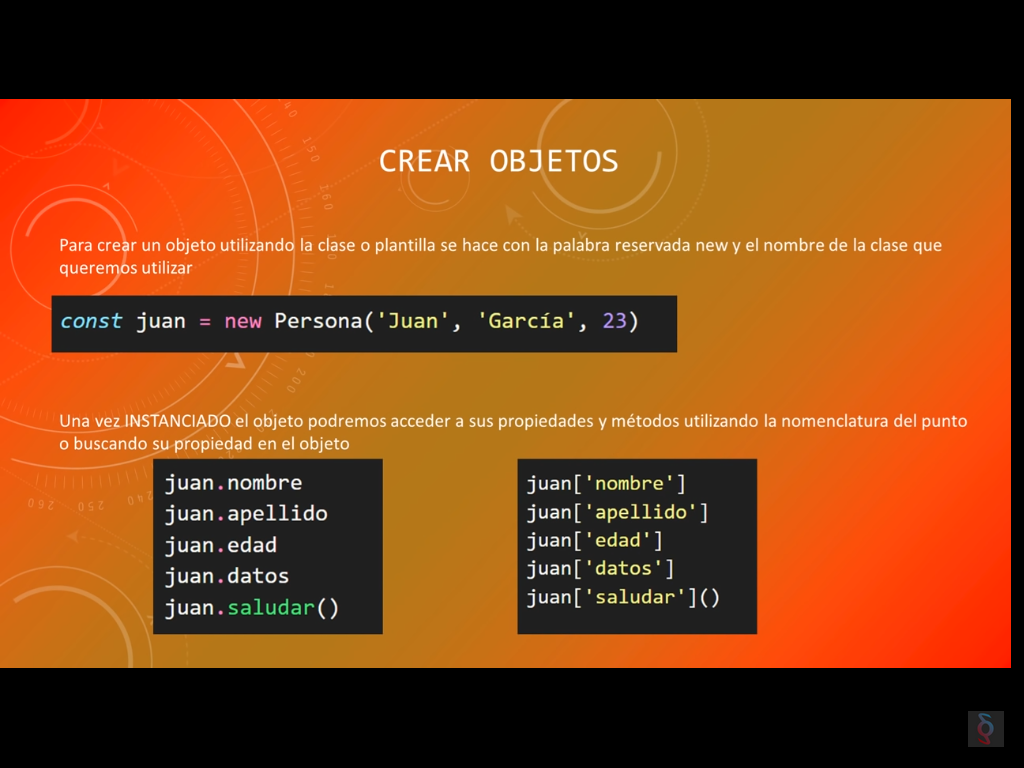 CREAR OBJETOS
Para crear un objeto utilizando la clase o plantilla se hace con la palabra reservada new y el nombre de la clase que
queremos utilizar
const juan = new Persona('Juan', 'García', 23)
Una vez INSTANCIADO el objeto podremos acceder a sus propiedades y métodos utilizando la nomenclatura del punto
o buscando su propiedad en el objeto
juan.nombre
juan.apellido
juan.edad
juan.datos
juan.saludar()
juan['nombre']
juan['apellido']
juan['edad']
juan['datos']
juan['saludar']()